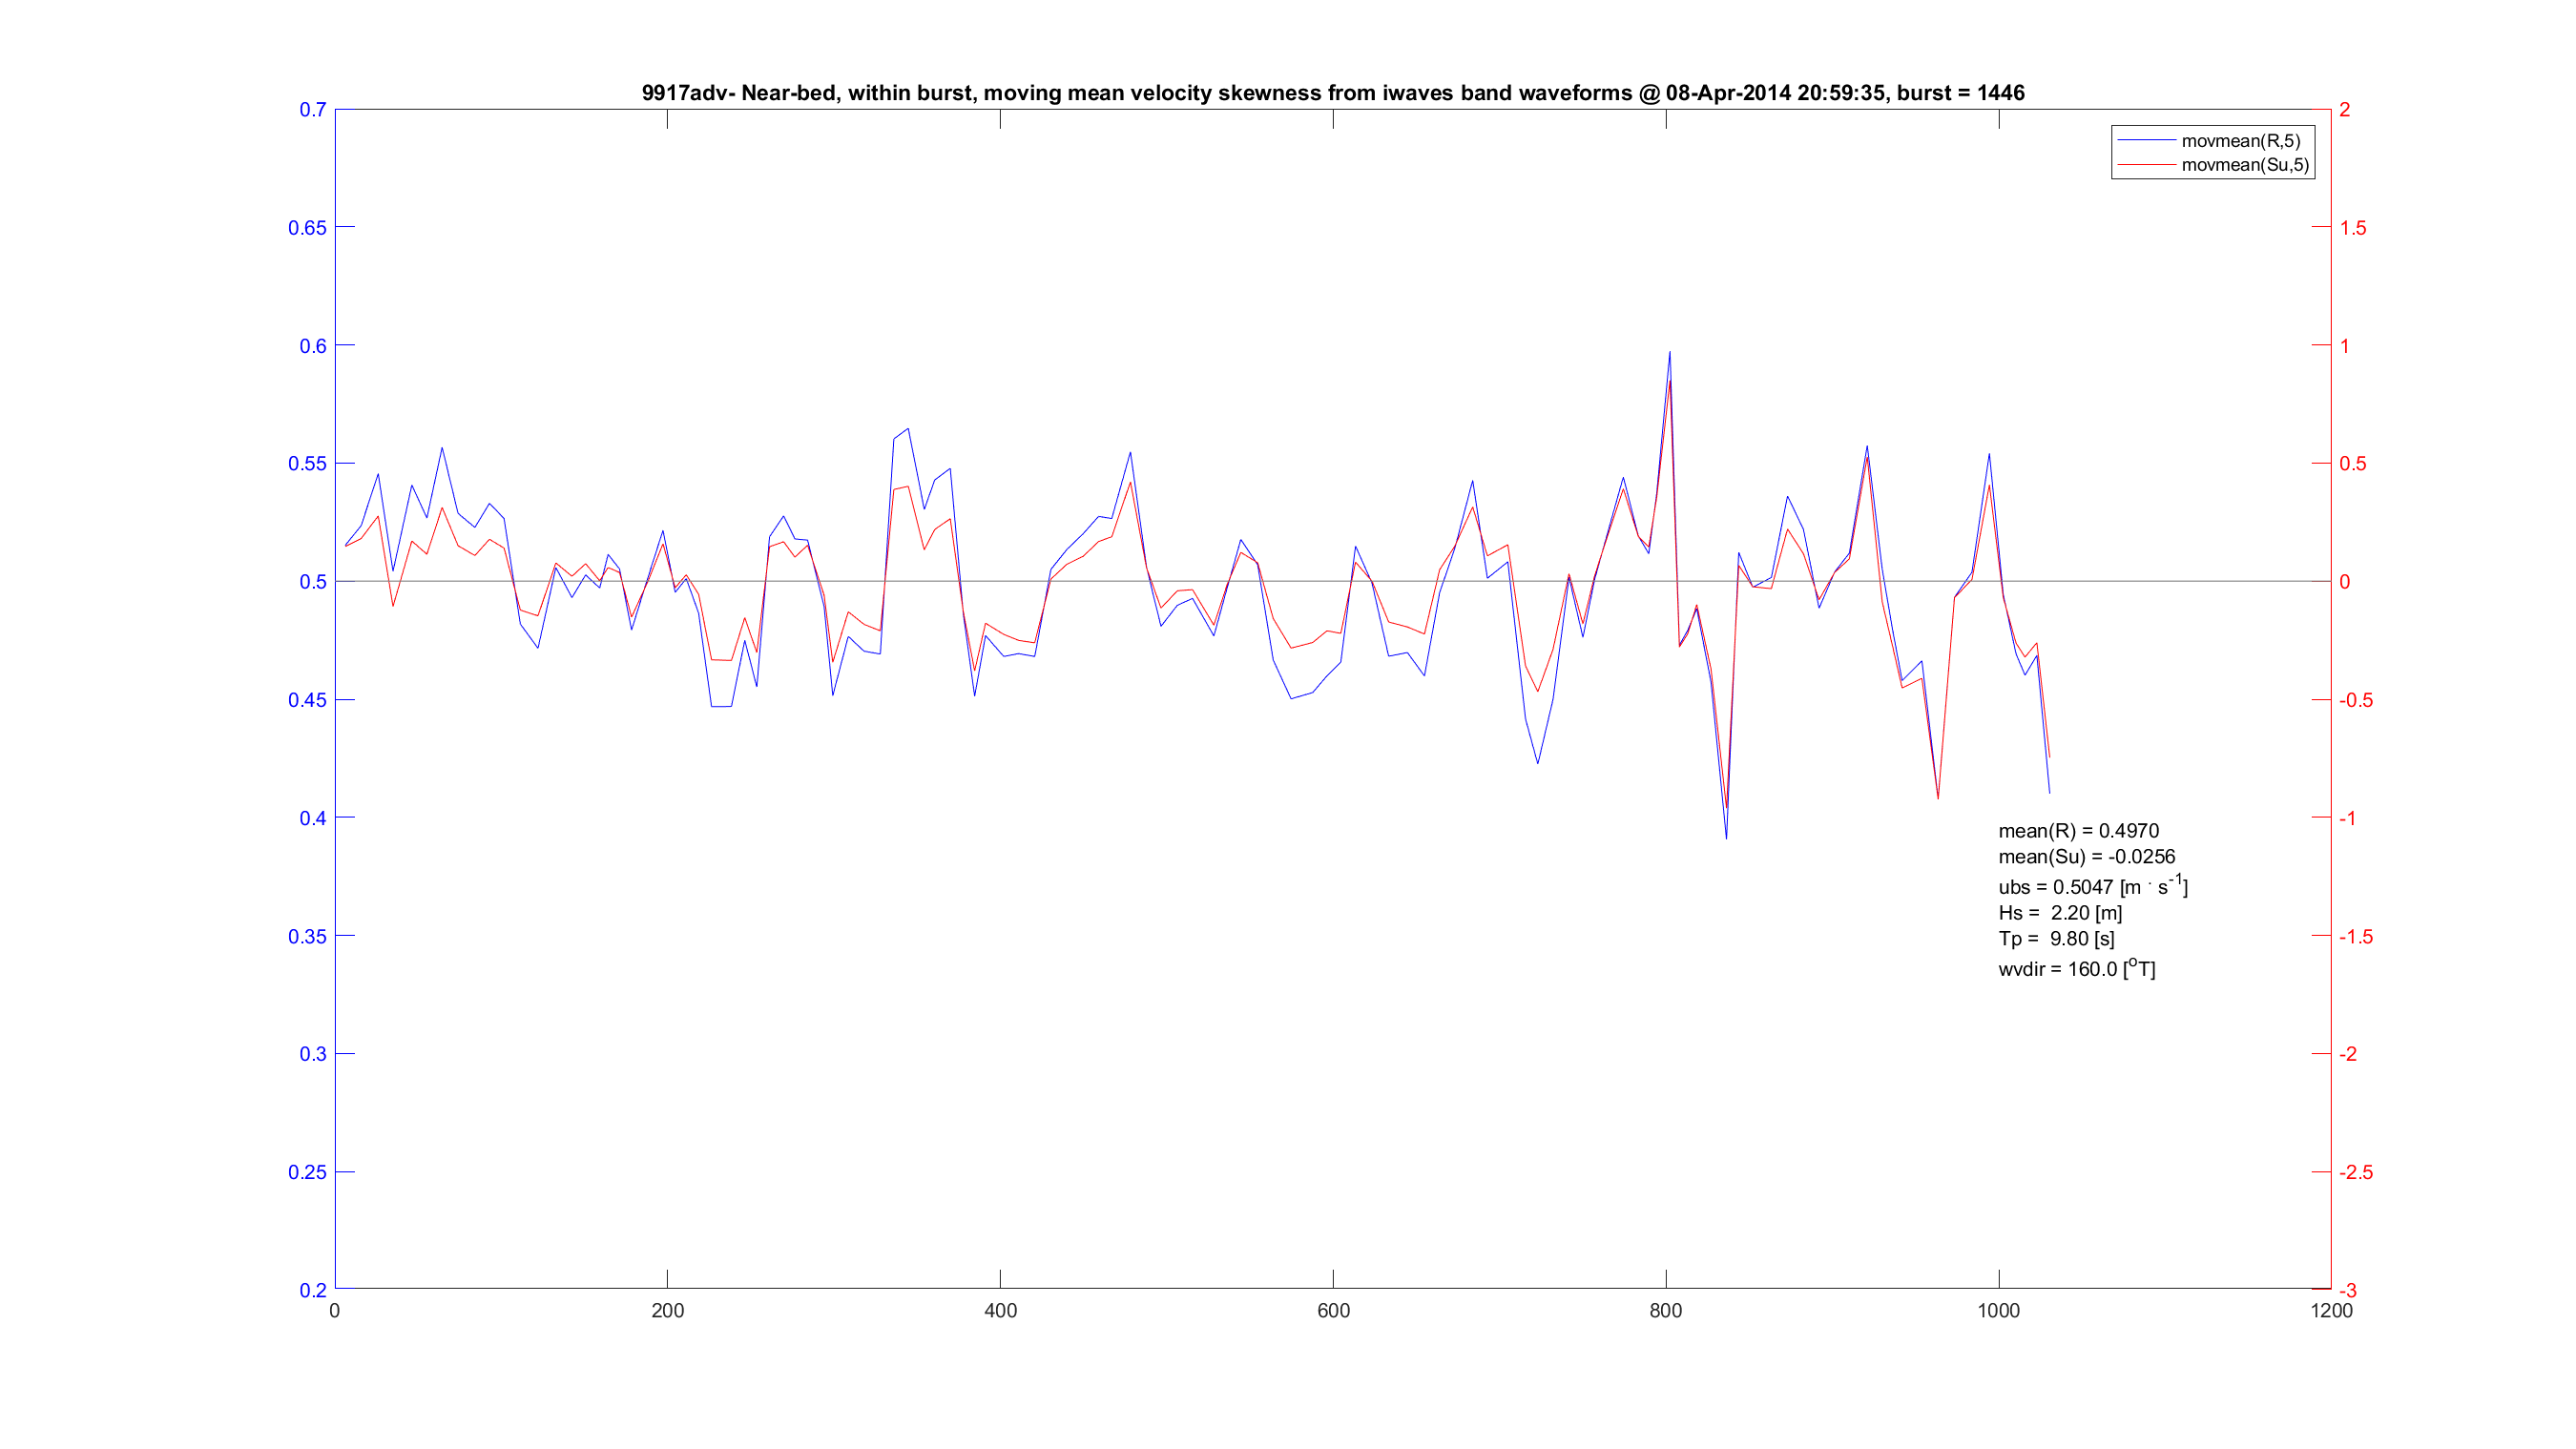 9917adv- Near-bed, within burst, moving mean velocity skewness from iwaves band waveforms @ 08-Apr-2014 20:59:35, burst = 1446
0.7
0.65
0.6
0.55
0.5
0.45
0.4
0.35
0.3
0.25
0.2
2
1.5
1
0.5
0
-0.5
-1
-1.5
-2
-2.5
-3
movmean(R,5)
movmean(Su,5)
mean(R) = 0.4970
mean(Su) = -0.0256
ubs = 0.5047 [m · s⁻¹]
Hs = 2.20 [m]
Tp = 9.80 [s]
wvdir = 160.0 [ºT]
0 200 400 600 800 1000 1200